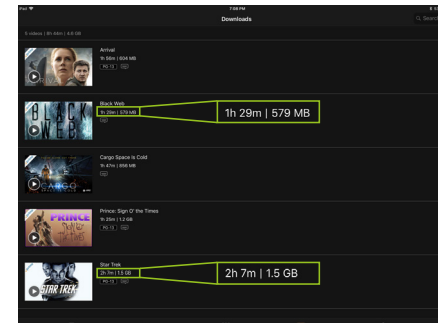 iPad
7:09 PM
Downloads
Search
5 videos | 8h 44m | 4.6 GB
Arrival
1h 56m | 604 MB
PG-13
Black Web
1h 29m | 579 MB
1h 29m | 579 MB
BLACK
WEB
Cargo Space Is Cold
1h 47m | 856 MB
CARGO
Prince: Sign O' the Times
1h 25m | 1.2 GB
PG-13
PRINCE
Star Trek
2h 7m | 1.5 GB
2h 7m | 1.5 GB
PG-13
STAR TREK